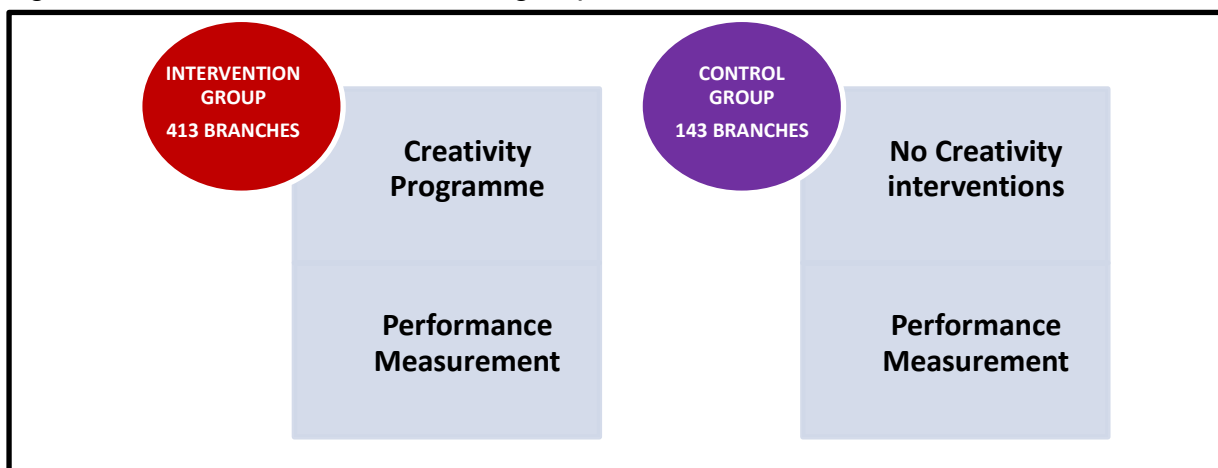 INTERVENTION
GROUP
413 BRANCHES
Creativity
Programme
Performance
Measurement
CONTROL
GROUP
143 BRANCHES
No Creativity
interventions
Performance
Measurement